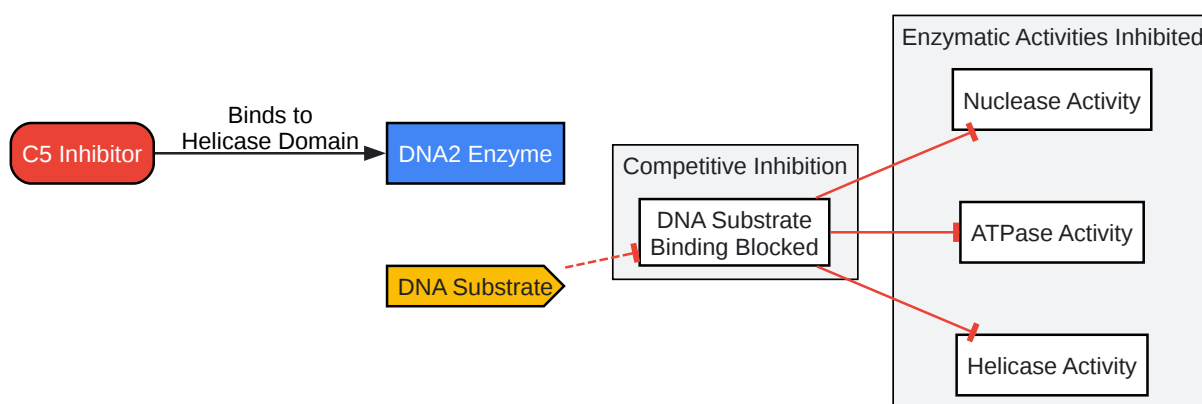 C5 Inhibitor
Binds to
Helicase Domain
DNA2 Enzyme
DNA Substrate
Competitive Inhibition
DNA Substrate
Binding Blocked
Enzymatic Activities Inhibited
Nuclease Activity
ATPase Activity
Helicase Activity